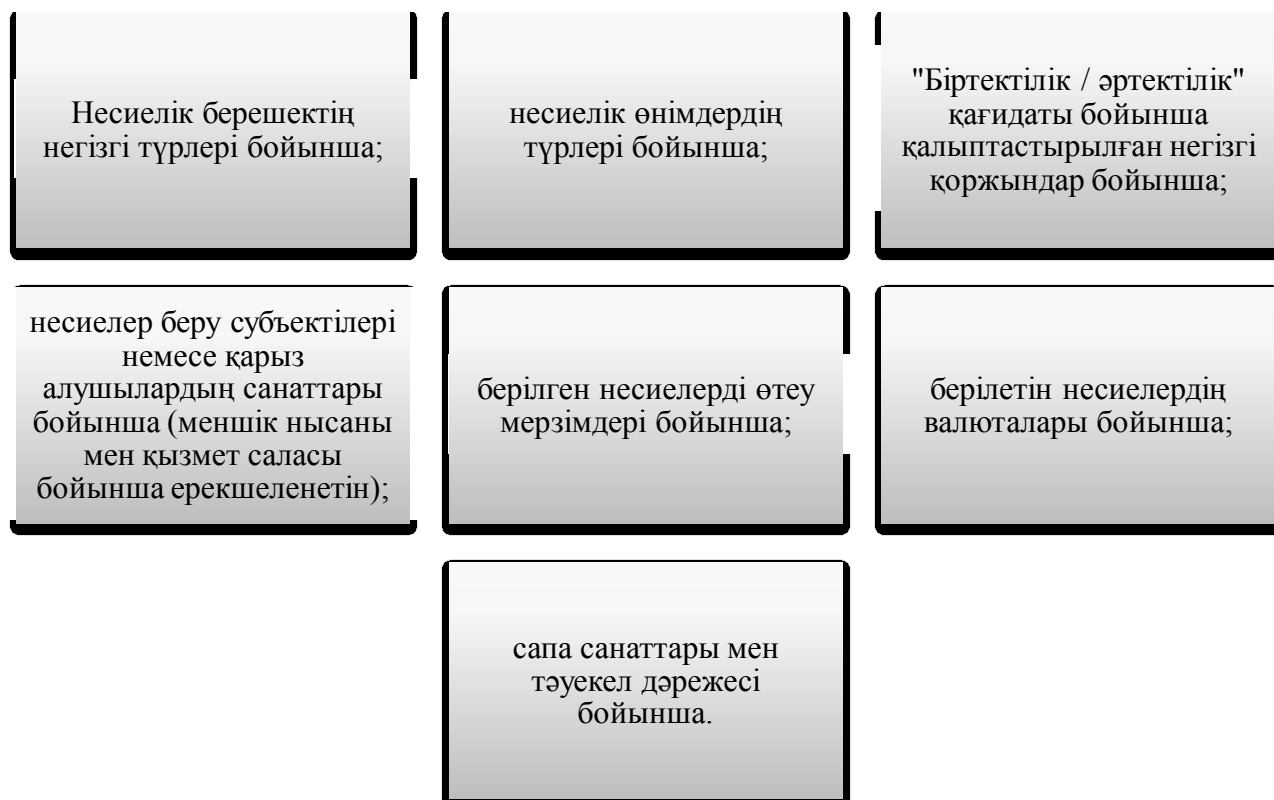 Несиелік берешектің
негізгі түрлері бойынша;
несиелік өнімдердің
түрлері бойынша;
"Біртектілік / әртектілік"
қағидаты бойынша
қалыптастырылған негізгі
қоржындар бойынша;
несиелер беру субъектілері
немесе қарыз
алушылардың санаттары
бойынша (меншік нысаны
мен қызмет саласы
бойынша ерекшеленетін);
берілген несиелерді өтеу
мерзімдері бойынша;
берілетін несиелердің
валюталары бойынша;
сапа санаттары мен
тәуекел дәрежесі
бойынша.